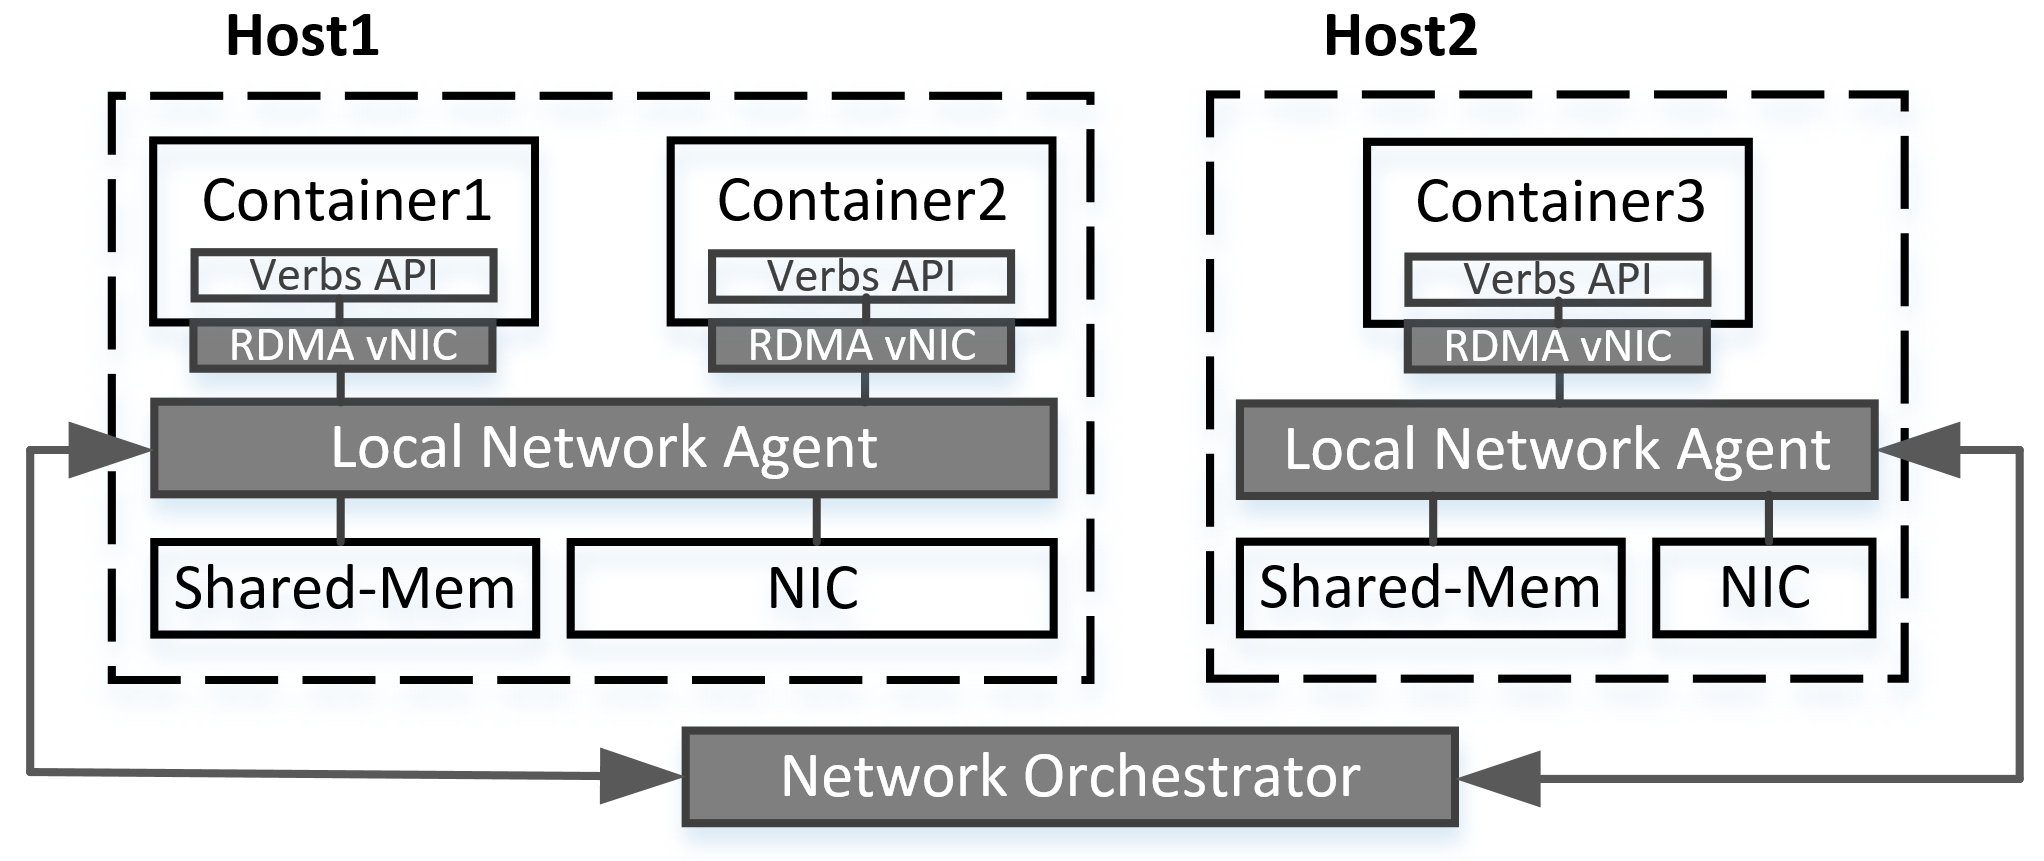 Host1
Host2
Container1
Container2
Container3
Verbs API
Verbs API
Verbs API
RDMA vNIC
RDMA vNIC
RDMA vNIC
Local Network Agent
Local Network Agent
Shared-Mem
NIC
Shared-Mem
NIC
Network Orchestrator